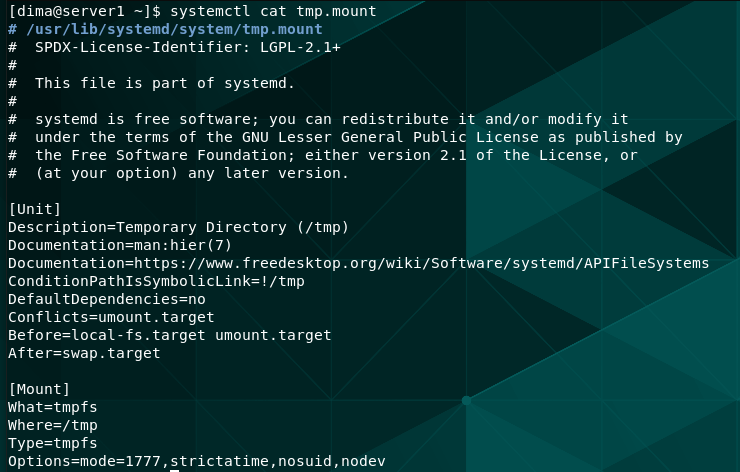 [dima@server1 ~]$ systemctl cat tmp.mount
# /usr/lib/systemd/system/tmp.mount
#  SPDX-License-Identifier: LGPL-2.1+
#
#  This file is part of systemd.
#
#  systemd is free software; you can redistribute it and/or modify it
#  under the terms of the GNU Lesser General Public License as published by
#  the Free Software Foundation; either version 2.1 of the License, or
#  (at your option) any later version.

[Unit]
Description=Temporary Directory (/tmp)
Documentation=man:hier(7)
Documentation=https://www.freedesktop.org/wiki/Software/systemd/APIFileSystems
ConditionPathIsSymbolicLink=!/tmp
DefaultDependencies=no
Conflicts=umount.target
Before=local-fs.target umount.target
After=swap.target

[Mount]
What=tmpfs
Where=/tmp
Type=tmpfs
Options=mode=1777,strictatime,nosuid,nodev